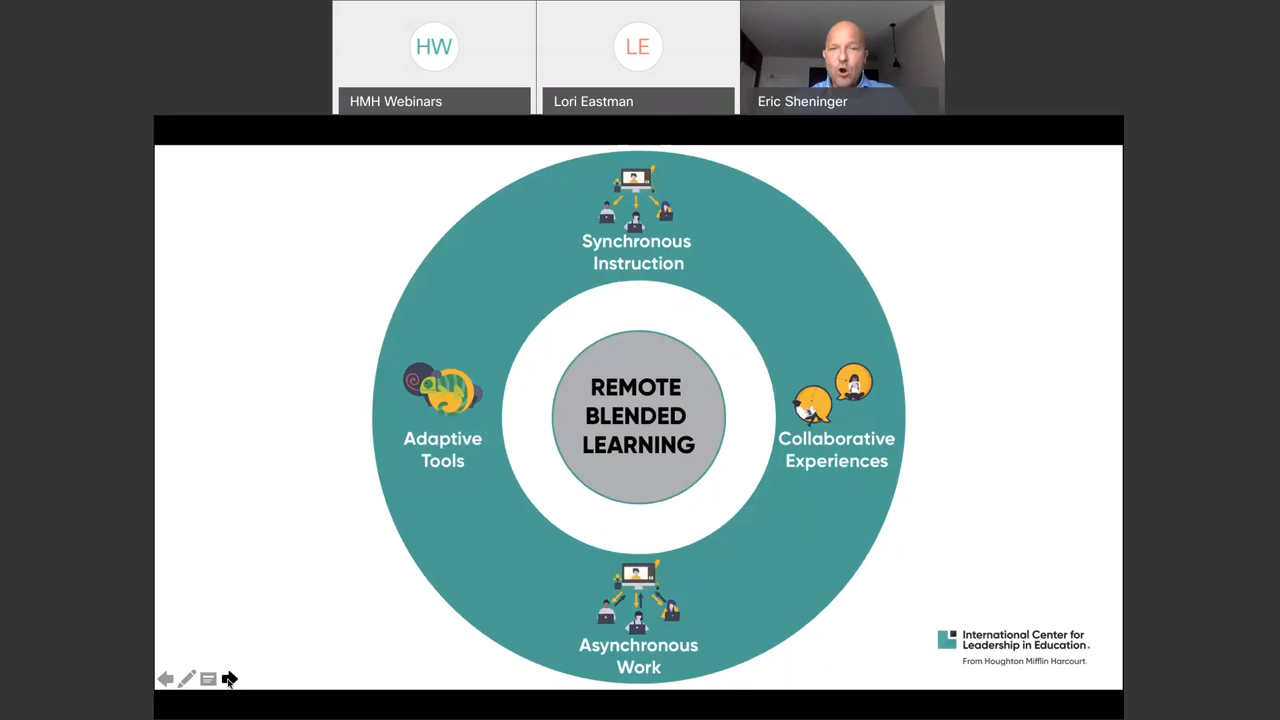 HW
LE
HMH Webinars
Lori Eastman
Eric Sheninger
Synchronous
Instruction
Adaptive
Tools
REMOTE
BLENDED
LEARNING
Collaborative
Experiences
Asynchronous
Work
International Center for
Leadership in Education.
From Houghton Mifflin Harcourt.